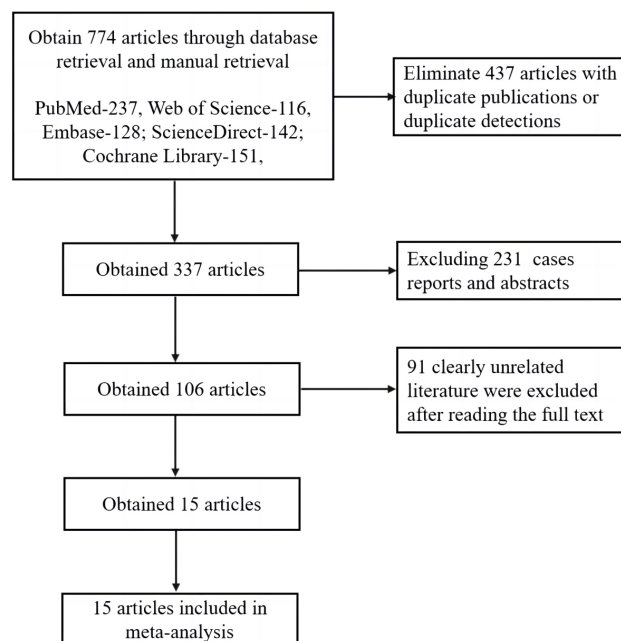 Obtain 774 articles through database
retrieval and manual retrieval
PubMed-237, Web of Science-116,
Embase-128; ScienceDirect-142;
Cochrane Library-151,
Eliminate 437 articles with
duplicate publications or
duplicate detections
Obtained 337 articles
Excluding 231 cases
reports and abstracts
Obtained 106 articles
91 clearly unrelated
literature were excluded
after reading the full text
Obtained 15 articles
15 articles included in
meta-analysis